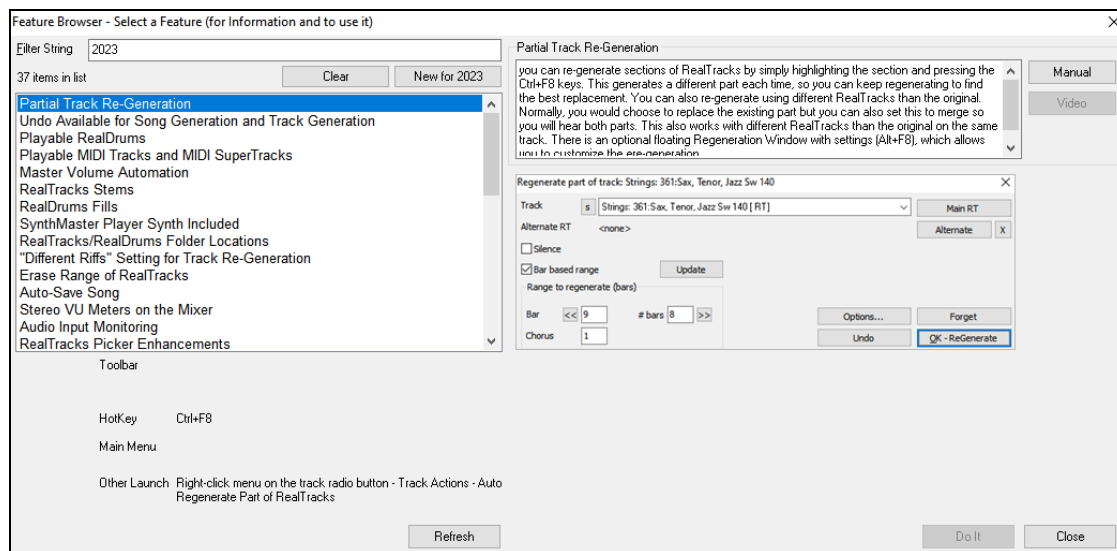 Feature Browser - Select a Feature (for Information and to use it)
Filter String 2023
37 items in list Clear New for 2023
Partial Track Re-Generation
Undo Available for Song Generation and Track Generation
Playable RealDrums
Playable MIDI Tracks and MIDI SuperTracks
Master Volume Automation
RealTracks Stems
RealDrums Fills
SynthMaster Player Synth Included
RealTracks/RealDrums Folder Locations
"Different Riffs" Setting for Track Re-Generation
Erase Range of RealTracks
Auto-Save Song
Stereo VU Meters on the Mixer
Audio Input Monitoring
RealTracks Picker Enhancements
Toolbar
HotKey Ctrl+F8
Main Menu
Other Launch Right-click menu on the track radio button - Track Actions - Auto
Regenerate Part of RealTracks
Refresh
Partial Track Re-Generation
you can re-generate sections of RealTracks by simply highlighting the section and pressing the
Ctrl+F8 keys. This generates a different part each time, so you can keep regenerating to find
the best replacement. You can also re-generate using different RealTracks than the original.
Normally, you would choose to replace the existing part but you can also set this to merge so
you will hear both parts. This also works with different RealTracks than the original on the same
track. There is an optional floating Regeneration Window with settings (Alt+F8), which allows
you to customize the ere-generation
Manual
Video
Regenerate part of track: Strings: 361:Sax, Tenor, Jazz Sw 140
Track s Strings: 361:Sax, Tenor, Jazz Sw 140 [ RT] Main RT
Alternate RT <none> Alternate X
Silence
Bar based range Update
Range to regenerate (bars)
Bar << 9 # bars 8 >> Options... Forget
Chorus 1 Undo OK - ReGenerate
Do It Close